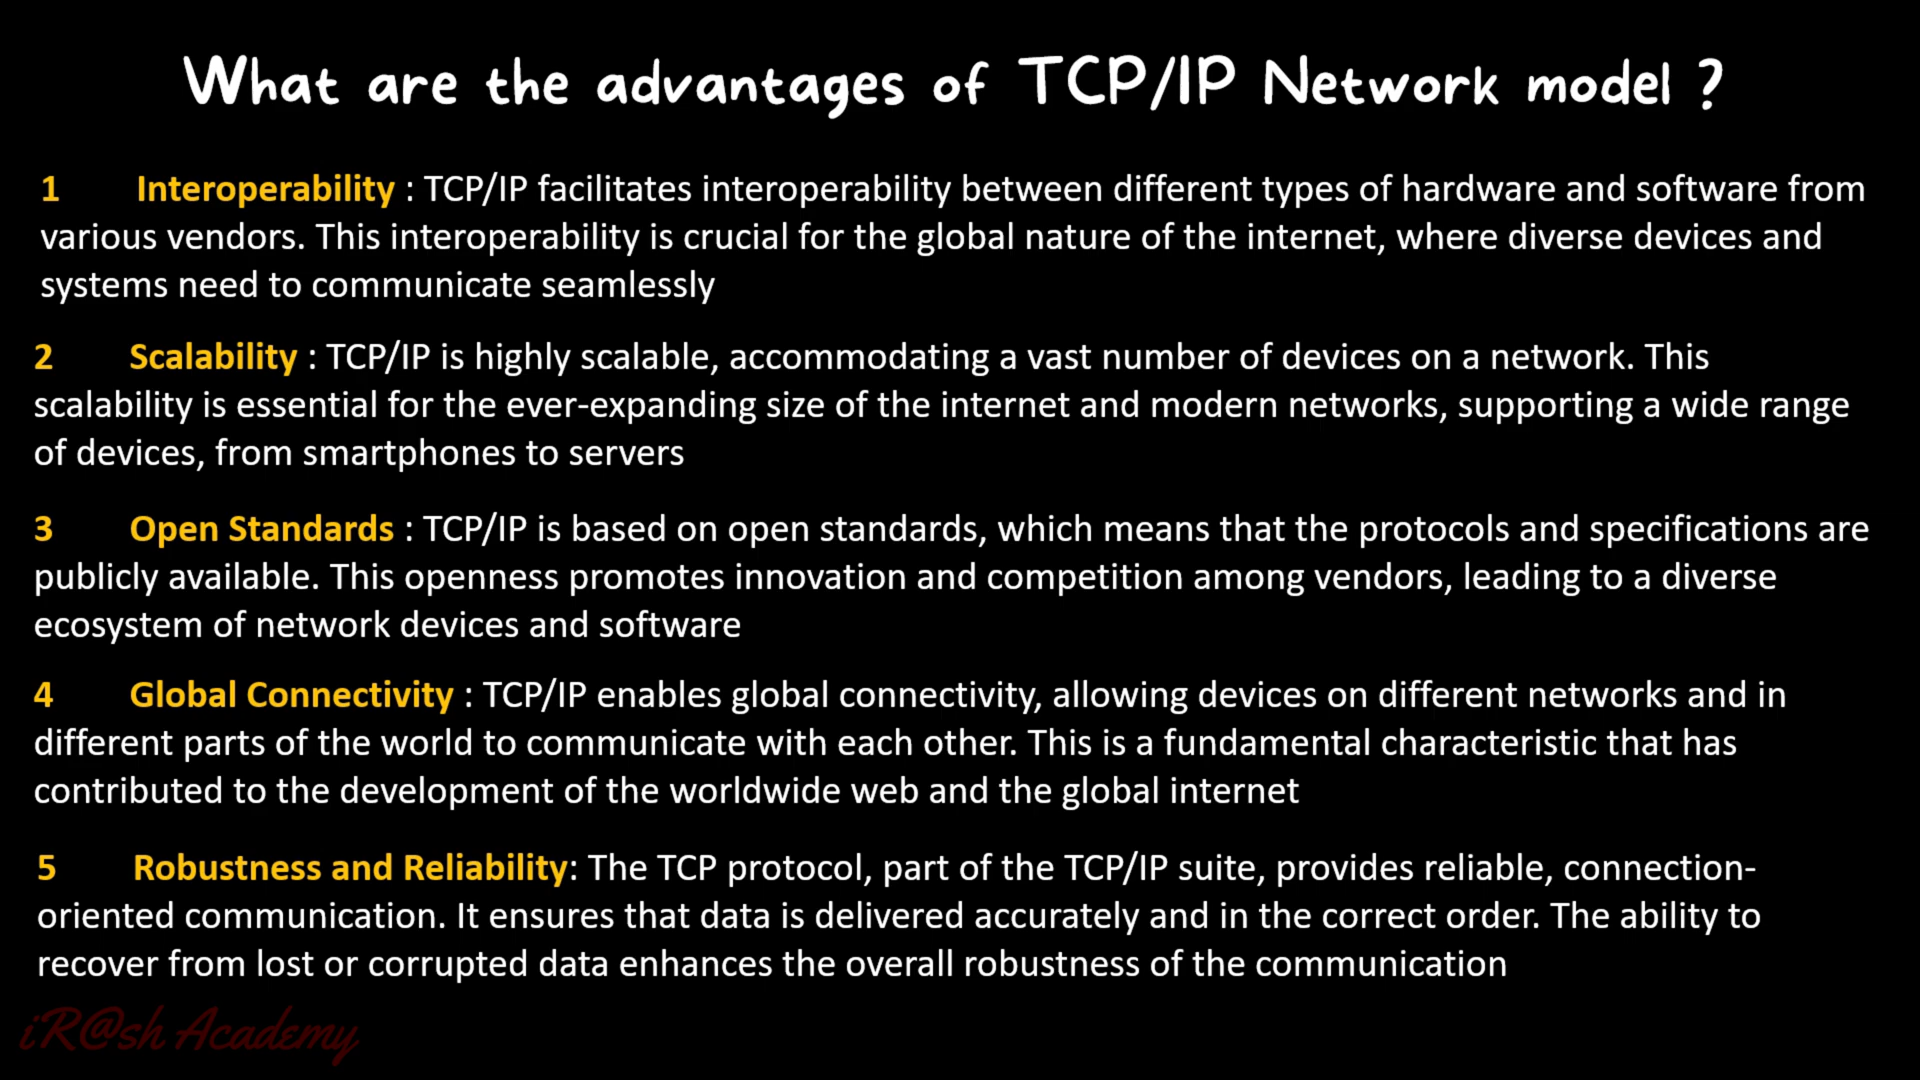 What are the advantages of TCP/IP Network model ?
1 Interoperability : TCP/IP facilitates interoperability between different types of hardware and software from
various vendors. This interoperability is crucial for the global nature of the internet, where diverse devices and
systems need to communicate seamlessly
2 Scalability : TCP/IP is highly scalable, accommodating a vast number of devices on a network. This
scalability is essential for the ever-expanding size of the internet and modern networks, supporting a wide range
of devices, from smartphones to servers
3 Open Standards : TCP/IP is based on open standards, which means that the protocols and specifications are
publicly available. This openness promotes innovation and competition among vendors, leading to a diverse
ecosystem of network devices and software
4 Global Connectivity : TCP/IP enables global connectivity, allowing devices on different networks and in
different parts of the world to communicate with each other. This is a fundamental characteristic that has
contributed to the development of the worldwide web and the global internet
5 Robustness and Reliability: The TCP protocol, part of the TCP/IP suite, provides reliable, connection-
oriented communication. It ensures that data is delivered accurately and in the correct order. The ability to
recover from lost or corrupted data enhances the overall robustness of the communication
iR@sh Academy